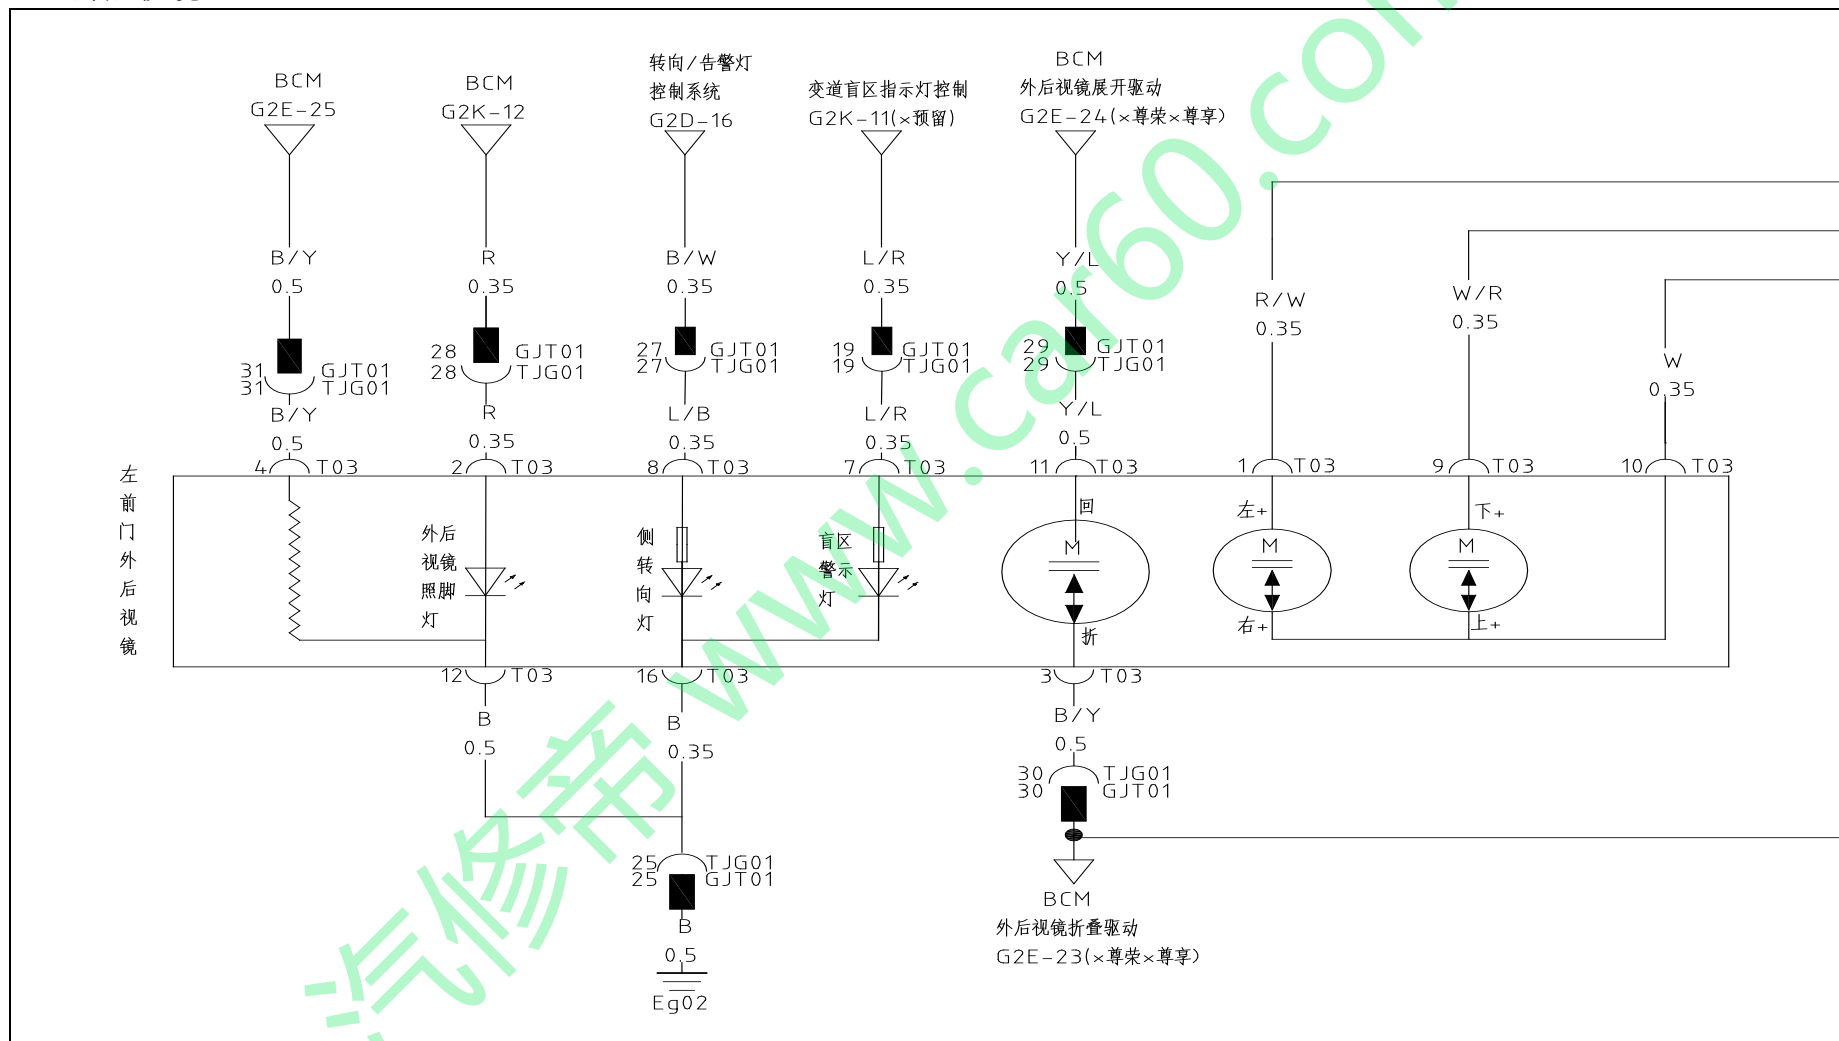 BCM
G2E-25
BCM
G2K-12
转向/告警灯
控制系统
G2D-16
变道盲区指示灯控制
G2K-11(×预留)
BCM
外后视镜展开驱动
G2E-24(×尊荣×尊享)
B/Y
0.5
R
0.35
B/W
0.35
L/R
0.35
Y/L
0.5
R/W
0.35
W/R
0.35
W
0.35
31 GJT01
31 TJG01
28 GJT01
28 TJG01
27 GJT01
27 TJG01
19 GJT01
19 TJG01
29 GJT01
29 TJG01
B/Y
0.5
R
0.35
L/B
0.35
L/R
0.35
Y/L
0.5
4 T03
2 T03
8 T03
7 T03
11 T03
1 T03
9 T03
10 T03
左前门外后视镜
外后
视镜
照脚
灯
侧
转
向
灯
盲区
警示
灯
回
M
折
左+
M
右+
下+
M
上+
12 T03
16 T03
3 T03
B
0.5
B
0.35
B/Y
0.5
30 TJG01
30 GJT01
25 TJG01
25 GJT01
B
0.5
Eg02
BCM
外后视镜折叠驱动
G2E-23(×尊荣×尊享)
汽修帝 www.car60.com